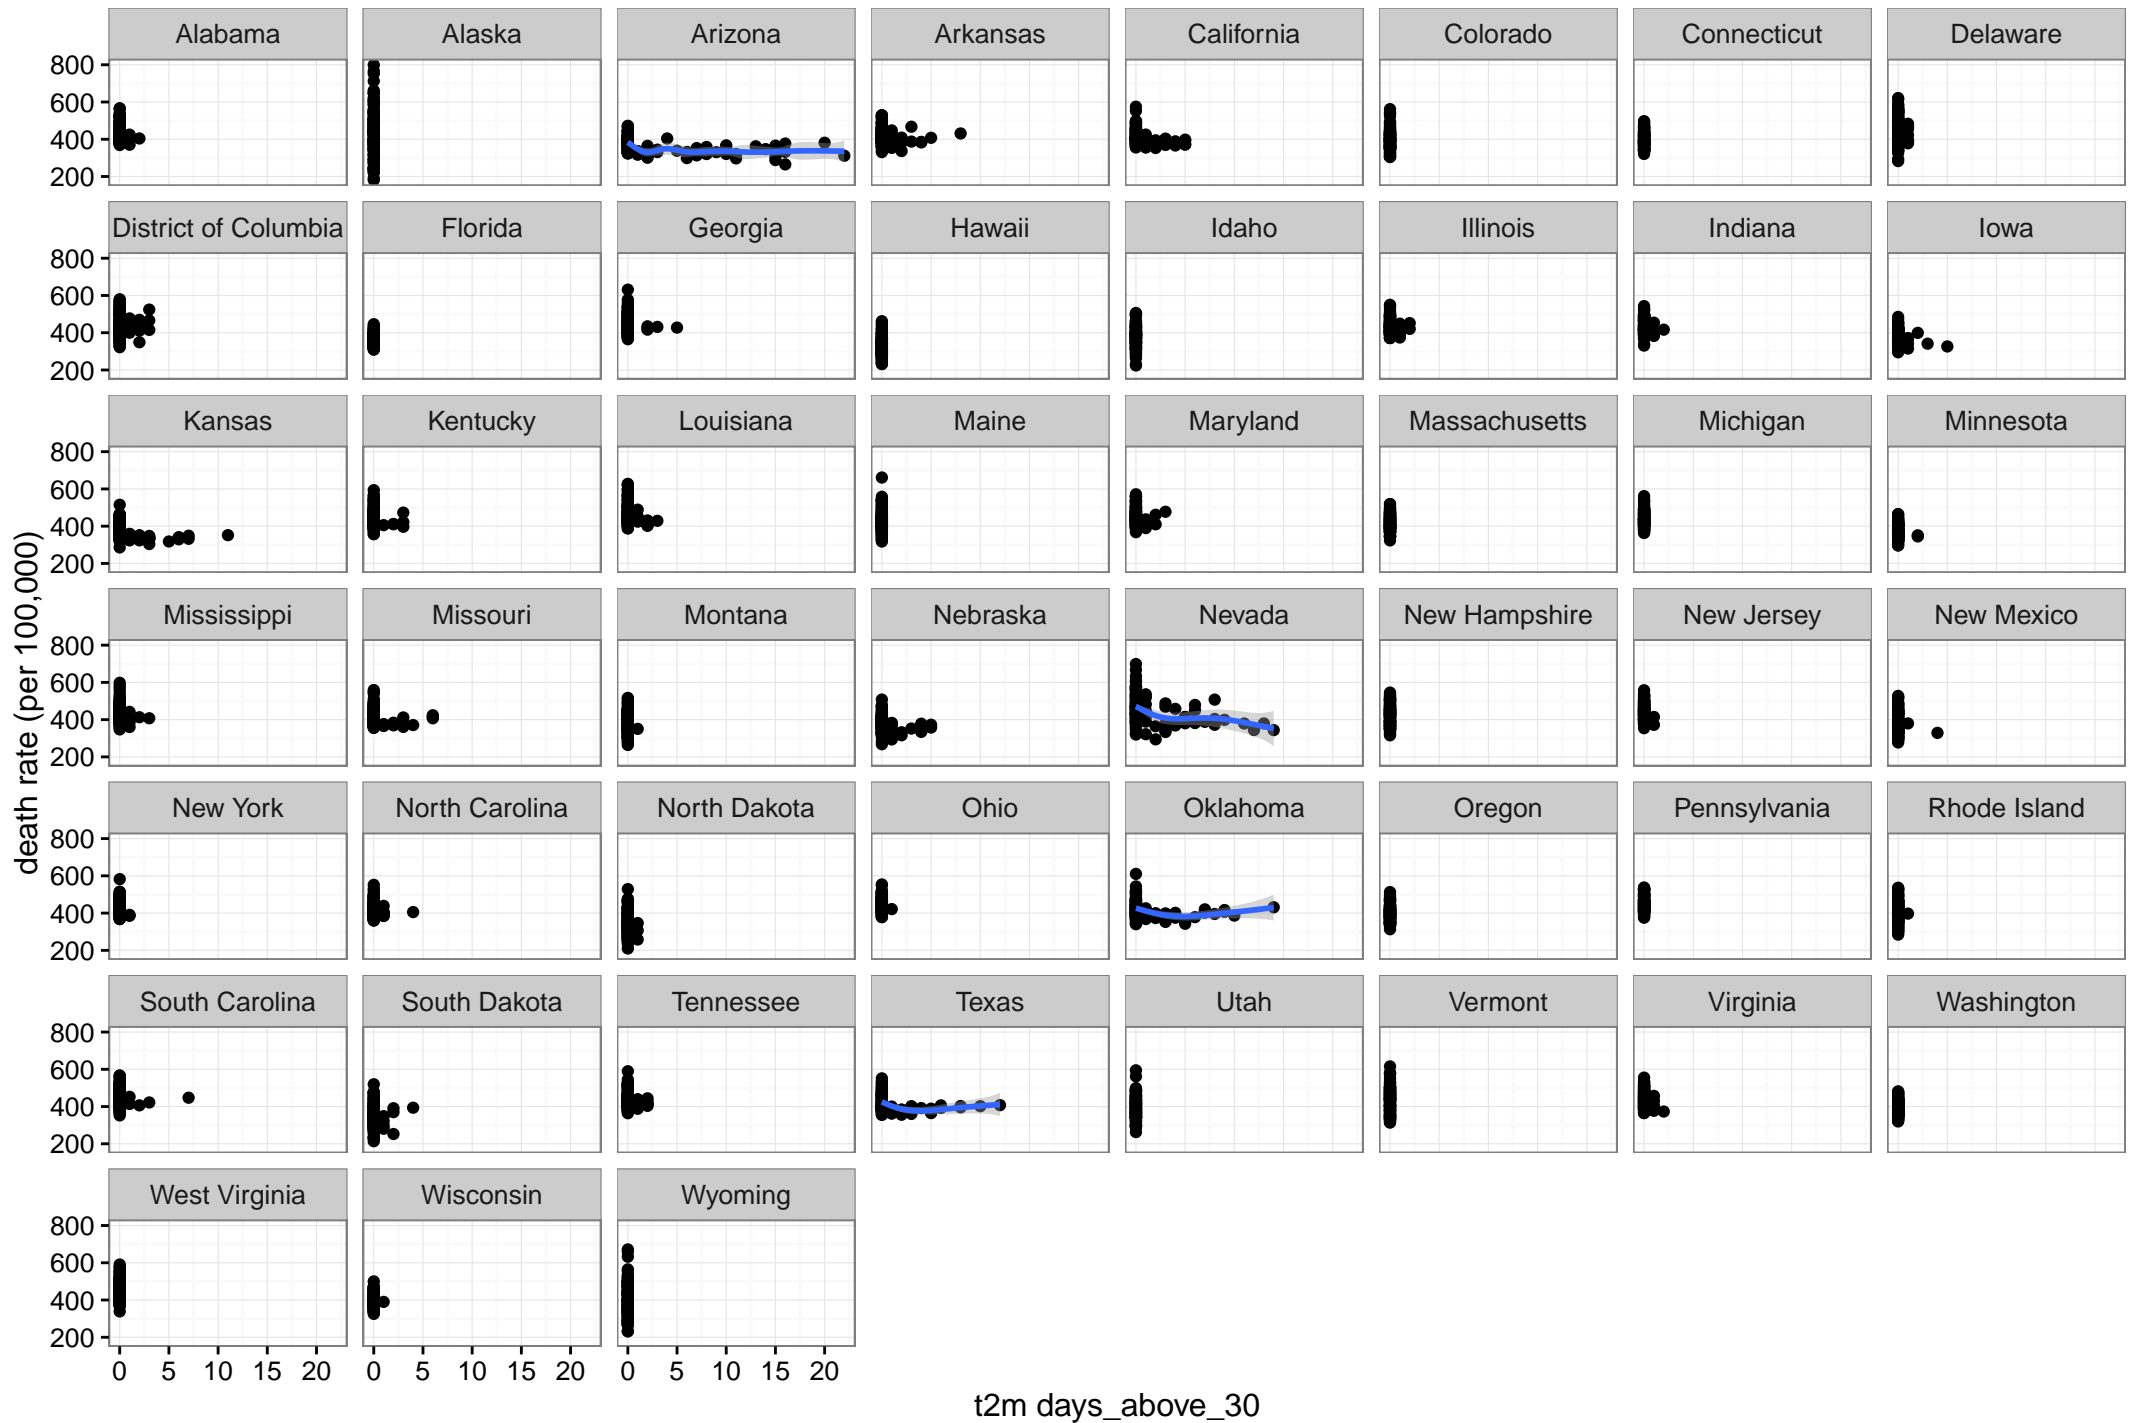 Alabama Alaska Arizona Arkansas California Colorado Connecticut Delaware
800
600
400
200
District of Columbia Florida Georgia Hawaii Idaho Illinois Indiana Iowa
800
600
400
200
Kansas Kentucky Louisiana Maine Maryland Massachusetts Michigan Minnesota
800
600
400
200
death rate (per 100,000)
Mississippi Missouri Montana Nebraska Nevada New Hampshire New Jersey New Mexico
800
600
400
200
New York North Carolina North Dakota Ohio Oklahoma Oregon Pennsylvania Rhode Island
800
600
400
200
South Carolina South Dakota Tennessee Texas Utah Vermont Virginia Washington
800
600
400
200
West Virginia Wisconsin Wyoming
800
600
400
200
0 5 10 15 20 0 5 10 15 20 0 5 10 15 20
t2m days_above_30